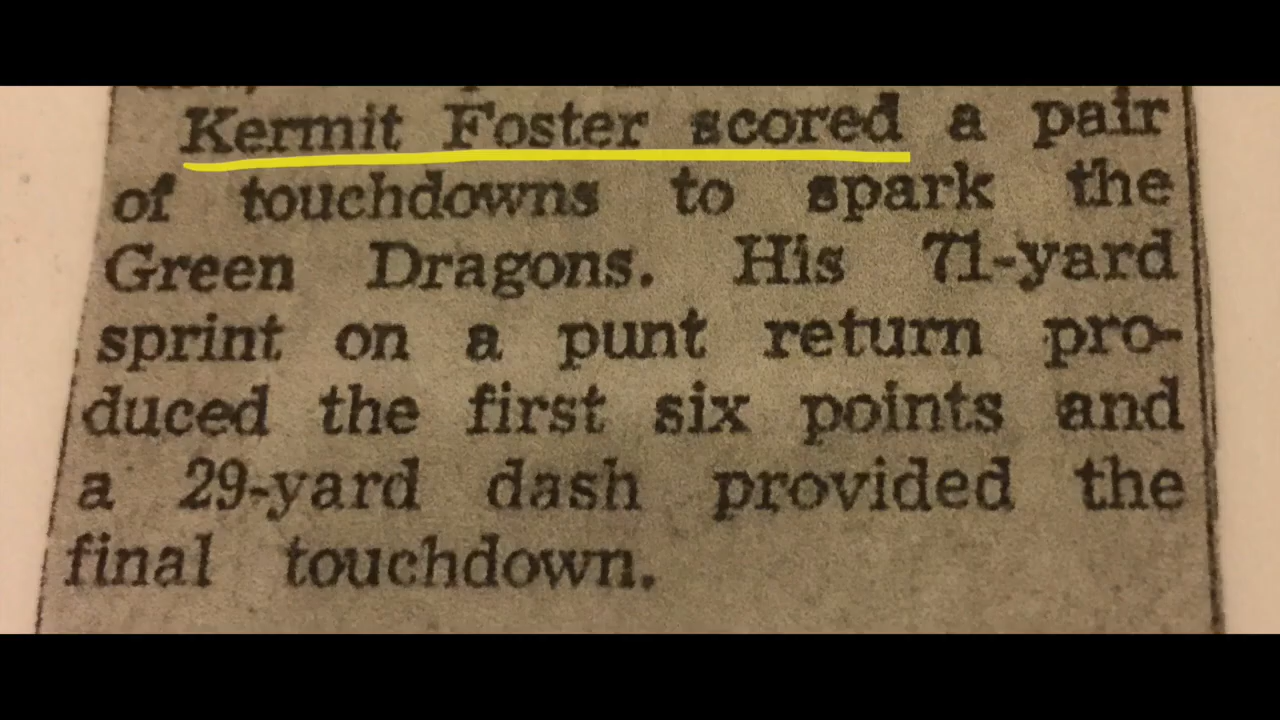 Kermit Foster scored a pair
of touchdowns to spark the
Green Dragons. His 71-yard
sprint on a punt return pro-
duced the first six points and
a 29-yard dash provided the
final touchdown.